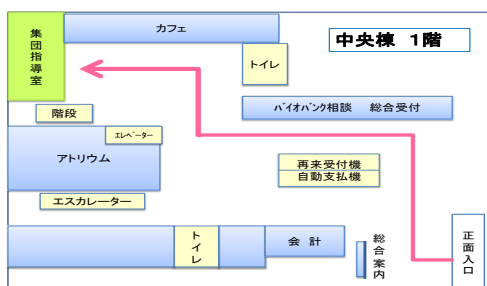 カフェ
中央棟 1階
集団指導室
トイレ
バイオバンク相談 総合受付
階段
エレベーター
アトリウム
再来受付機
自動支払機
エスカレーター
トイレ
会 計
総合案内
正面入口